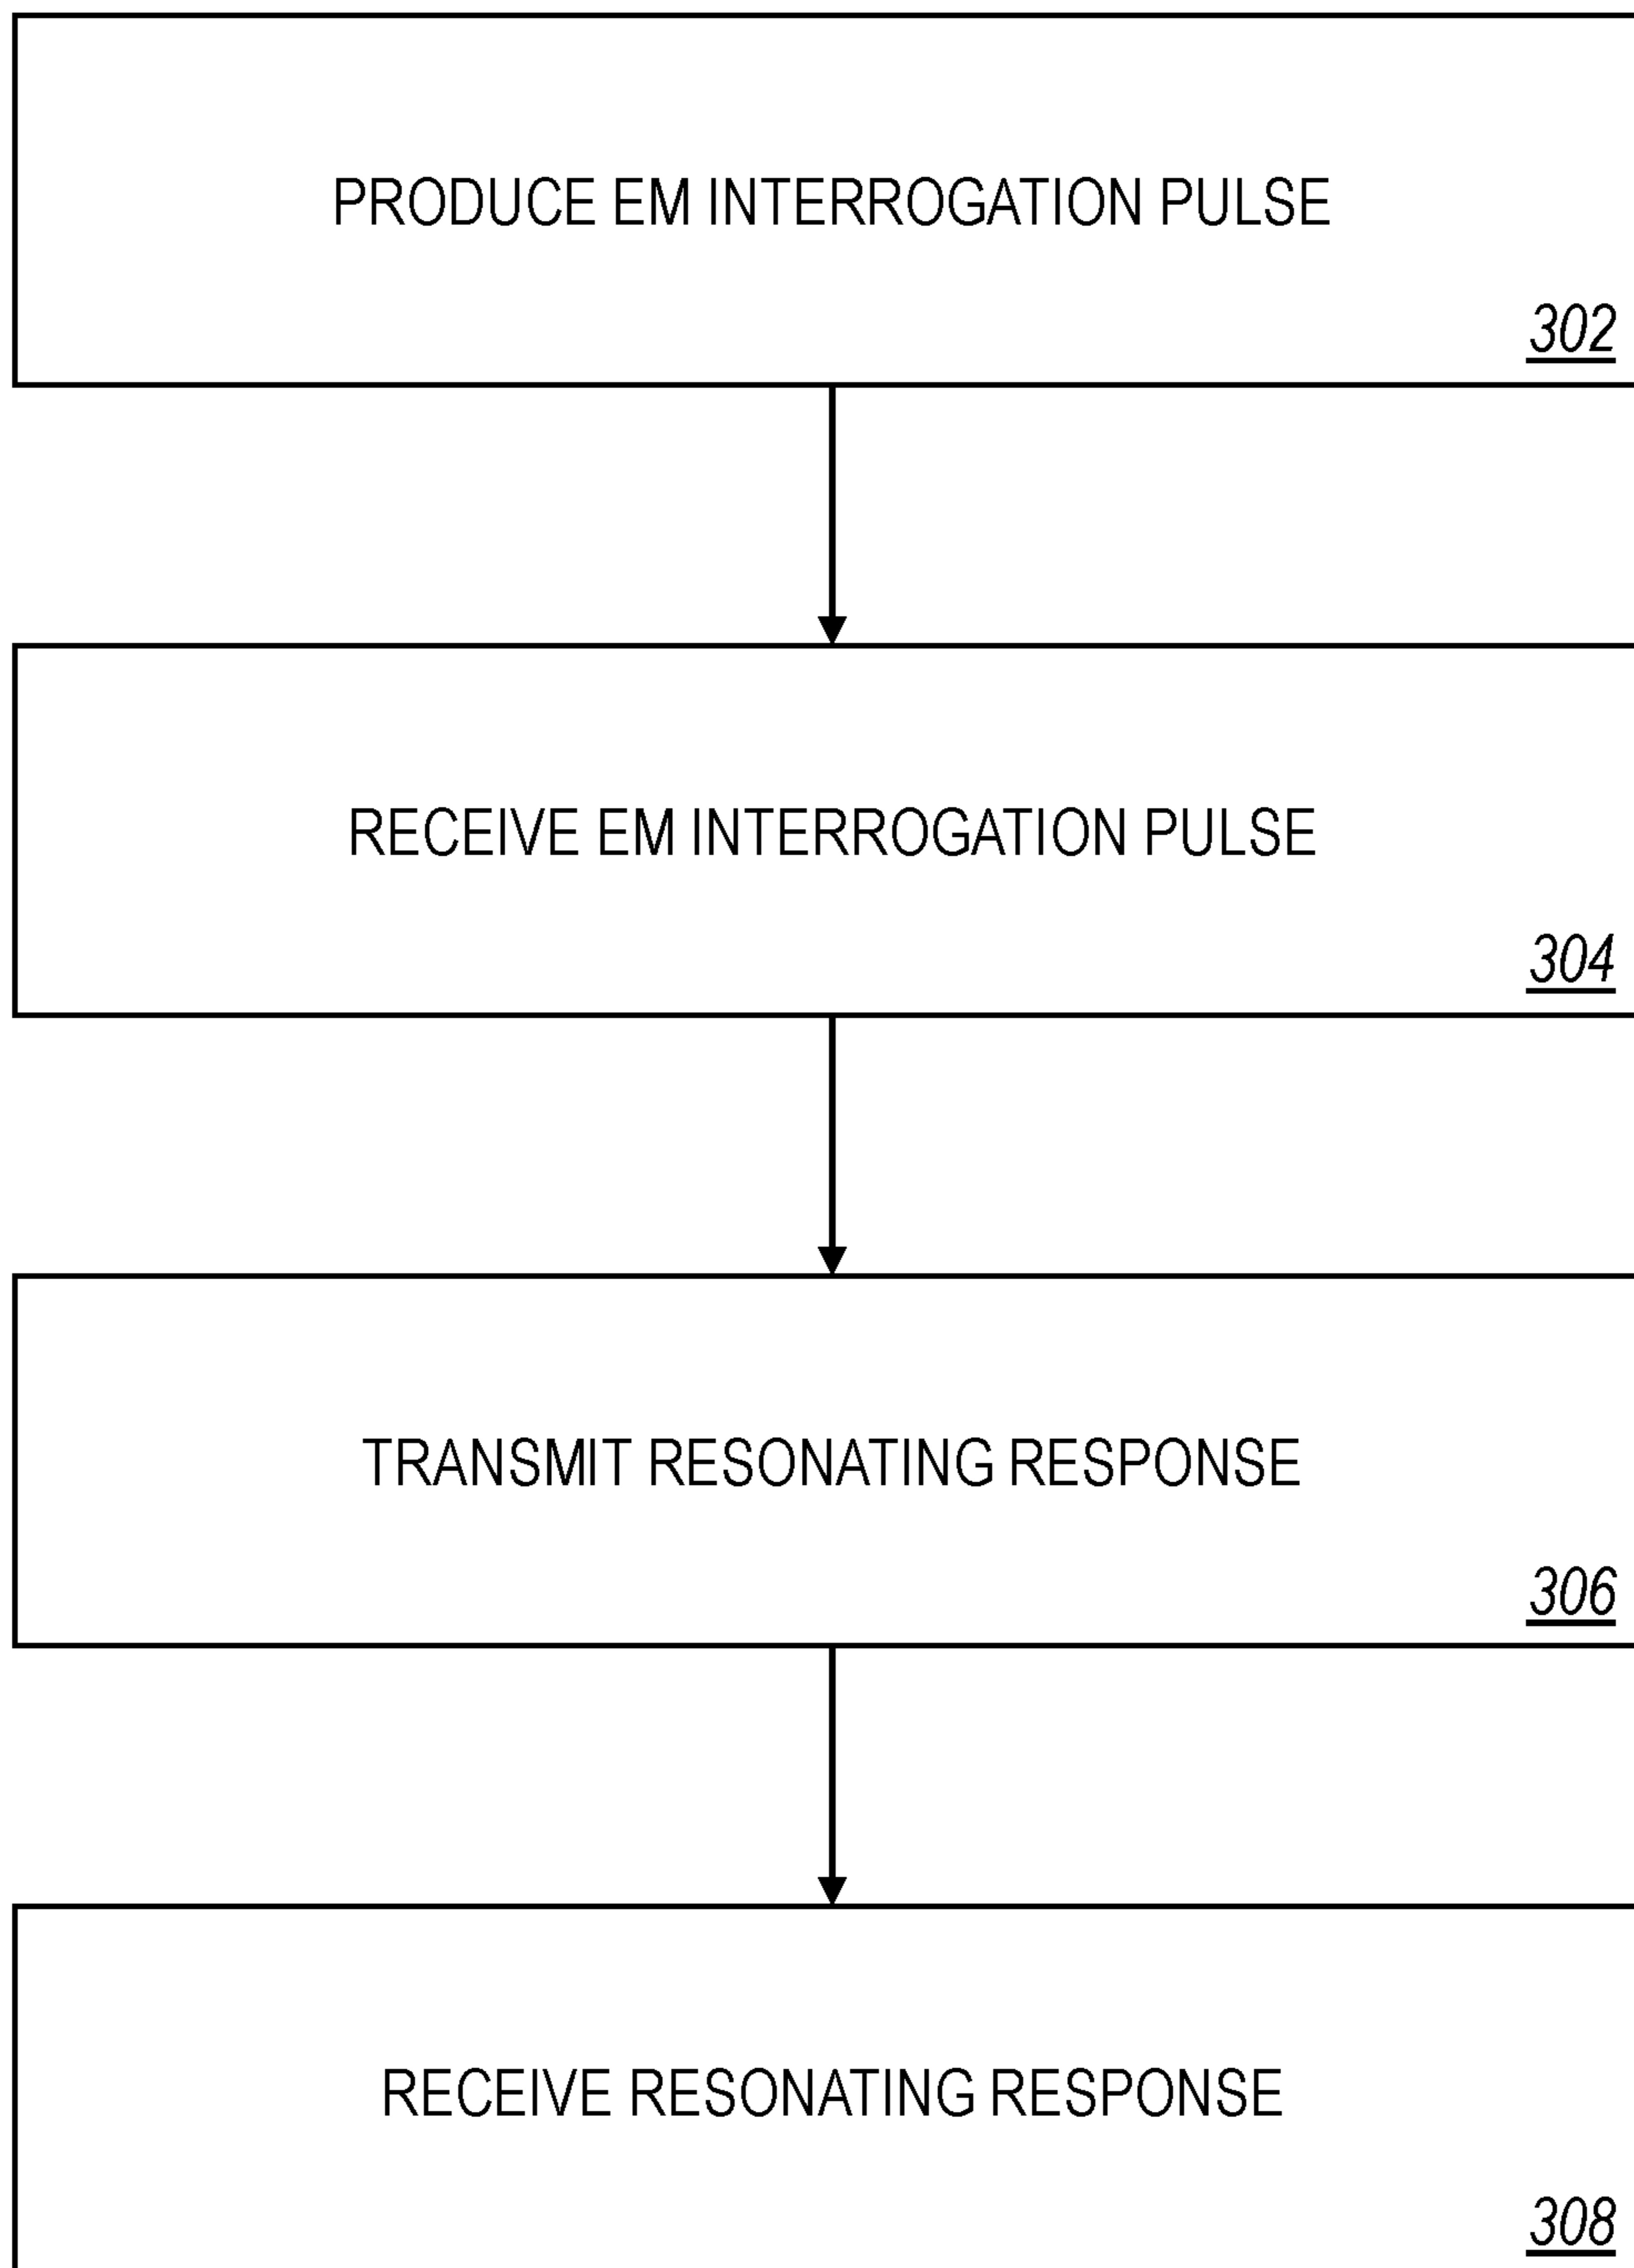 PRODUCE EM INTERROGATION PULSE
302
RECEIVE EM INTERROGATION PULSE
304
TRANSMIT RESONATING RESPONSE
306
RECEIVE RESONATING RESPONSE
308